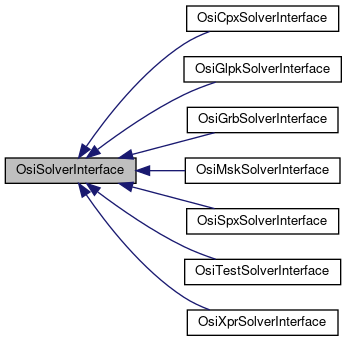 OsiCpxSolverInterface
OsiGlpkSolverInterface
OsiGrbSolverInterface
OsiSolverInterface
OsiMskSolverInterface
OsiSpxSolverInterface
OsiTestSolverInterface
OsiXprSolverInterface